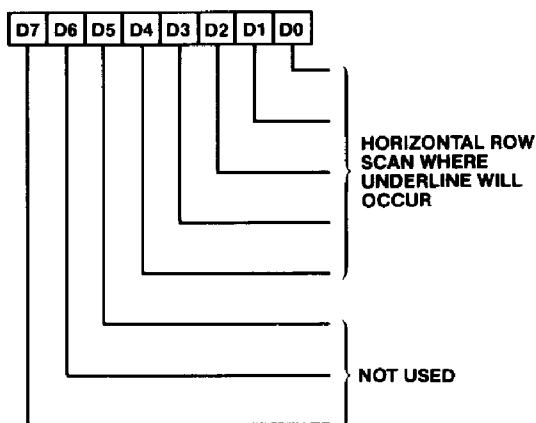 D7 D6 D5 D4 D3 D2 D1 D0
HORIZONTAL ROW
SCAN WHERE
UNDERLINE WILL
OCCUR
NOT USED